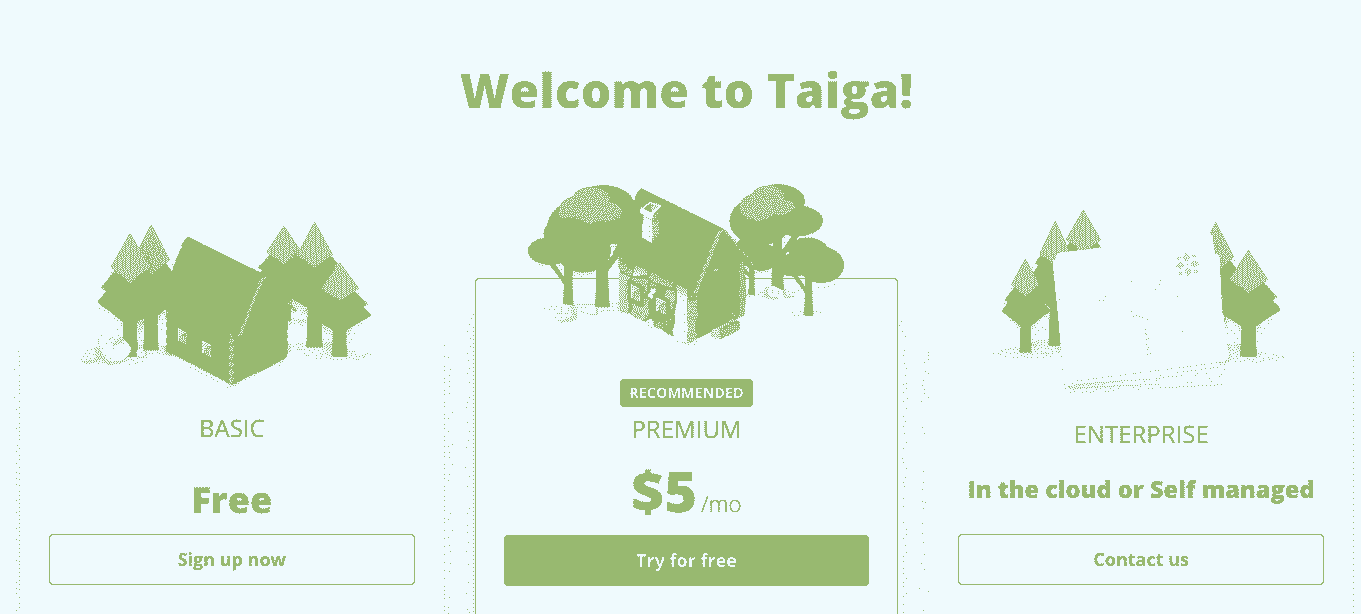 Welcome to Taiga!
BASIC
Free
Sign up now
RECOMMENDED
PREMIUM
$5 /mo
Try for free
ENTERPRISE
In the cloud or Self managed
Contact us